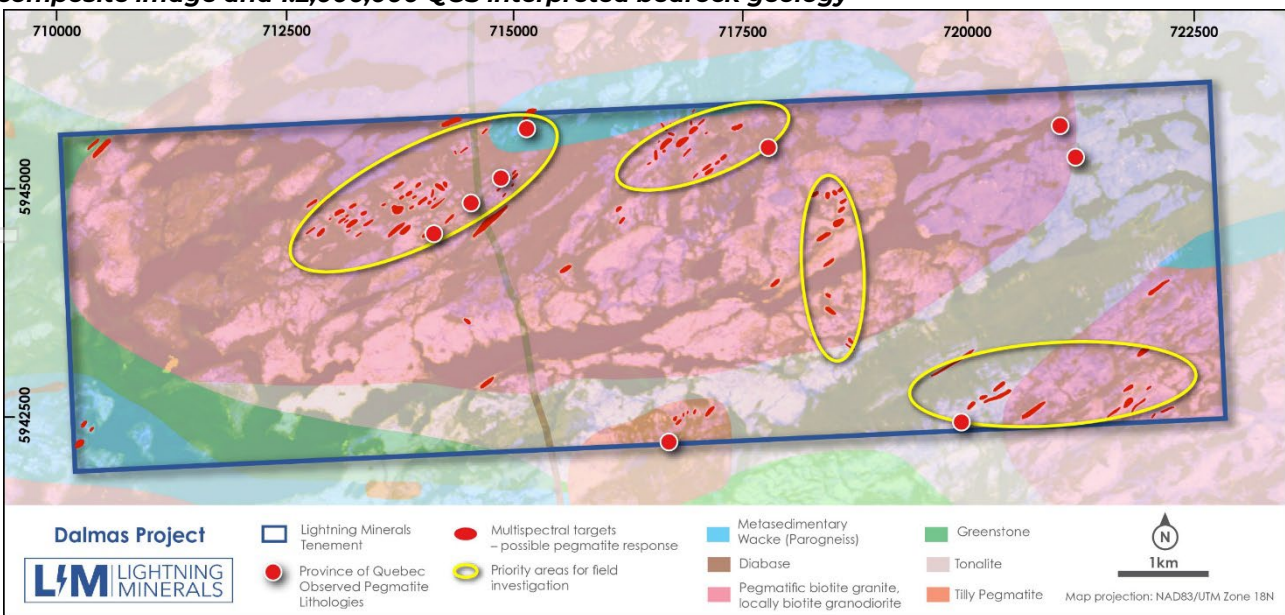 composite image and 1:2,000,000 QGS interpreted bedrock geology
710000 712500 715000 717500 720000 722500
5945000
5942500
Dalmas Project
LM LIGHTNING
MINERALS
Lightning Minerals
Tenement
Province of Quebec
Observed Pegmatite
Lithologies
Multispectral targets
– possible pegmatite response
Priority areas for field
investigation
Metasedimentary
Wacke (Paragneiss)
Diabase
Pegmatific biotite granite,
locally biotite granodiorite
Greenstone
Tonalite
Tilly Pegmatite
N
1km
Map projection: NAD83/UTM Zone 18N